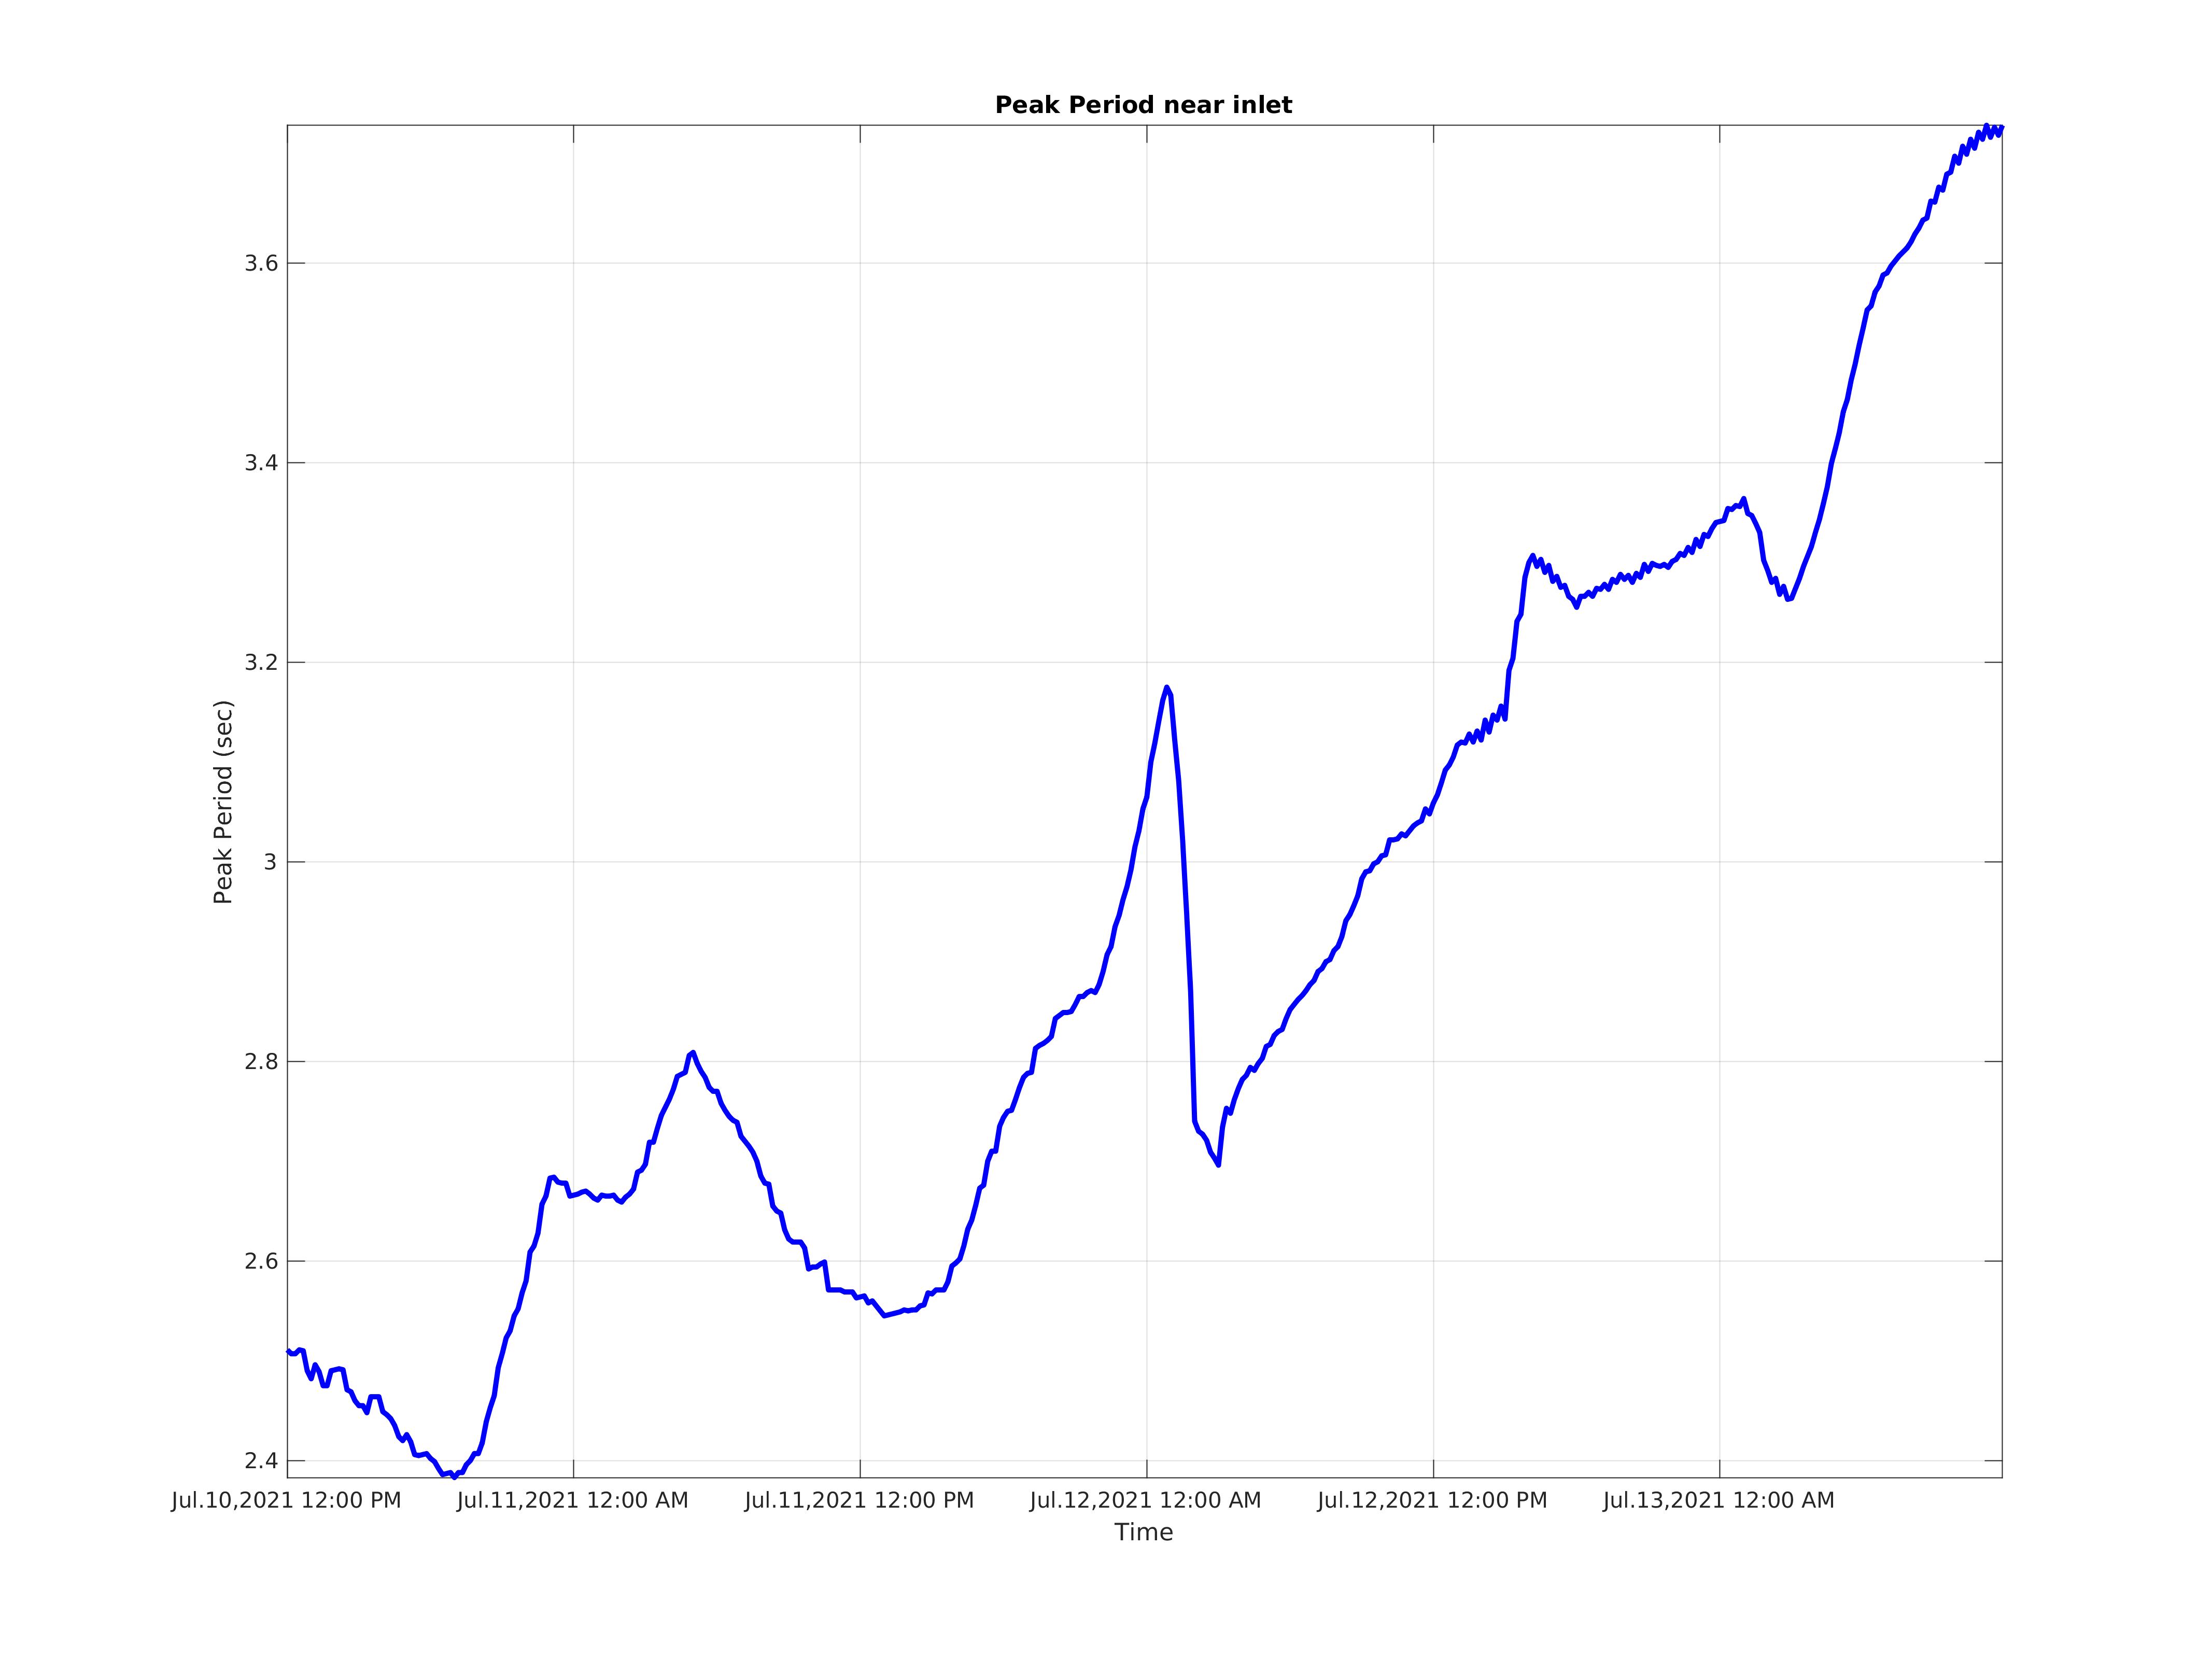 Peak Period near inlet
3.6
3.4
3.2
3
2.8
2.6
2.4
Peak Period (sec)
Jul.10,2021 12:00 PM
Jul.11,2021 12:00 AM
Jul.11,2021 12:00 PM
Jul.12,2021 12:00 AM
Jul.12,2021 12:00 PM
Jul.13,2021 12:00 AM
Time